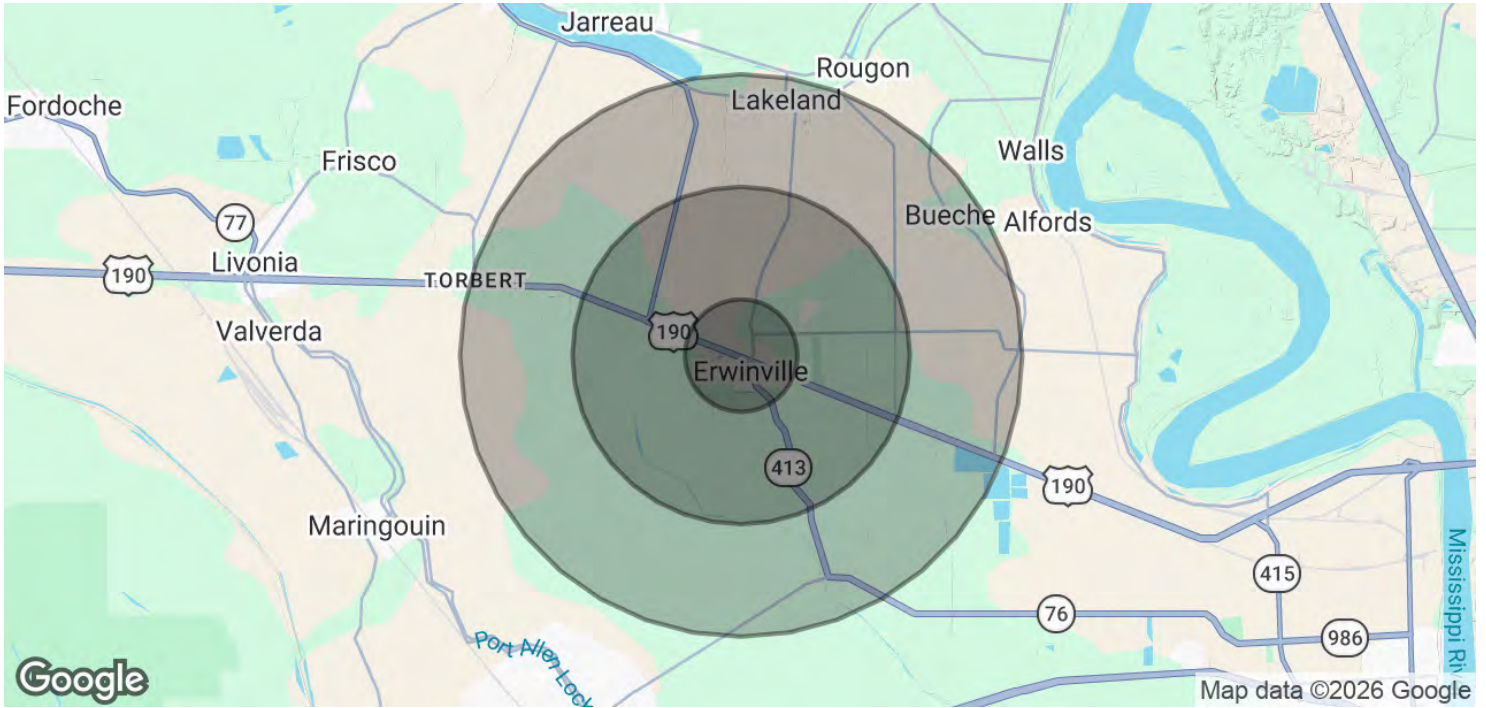 Jarreau
Rougon
Lakeland
Fordoche
Walls
Frisco
Bueche
Alfords
77
Livonia
190
TORBERT
Valverda
190
Erwinville
413
190
Maringouin
415
76
986
Port Allen Lock
Mississippi Riv
Google
Map data ©2026 Google